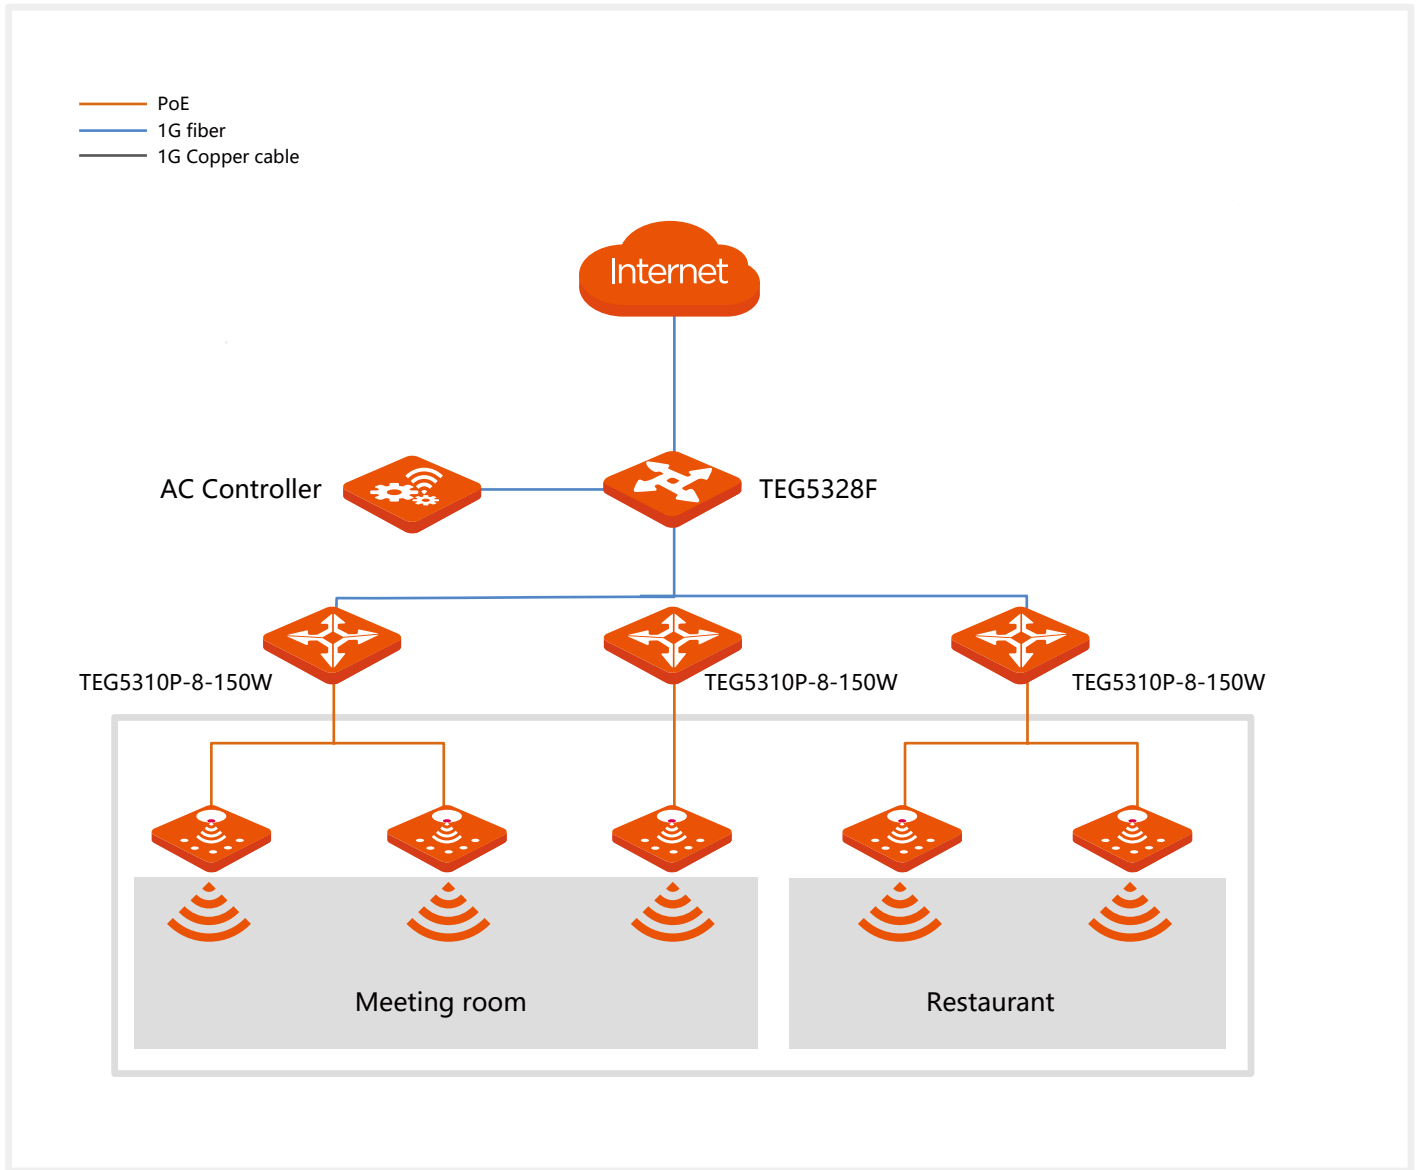 PoE
1G fiber
1G Copper cable
Internet
AC Controller
TEG5328F
TEG5310P-8-150W
TEG5310P-8-150W
TEG5310P-8-150W
Meeting room
Restaurant